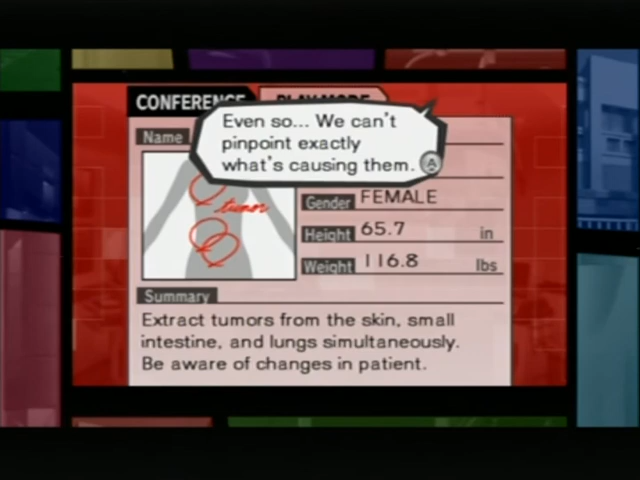 CONFERENCE PLAY MODE
Even so... We can't
pinpoint exactly
what's causing them. A
Name
tumor
Gender FEMALE
Height 65.7 in
Weight 116.8 lbs
Summary
Extract tumors from the skin, small
intestine, and lungs simultaneously.
Be aware of changes in patient.